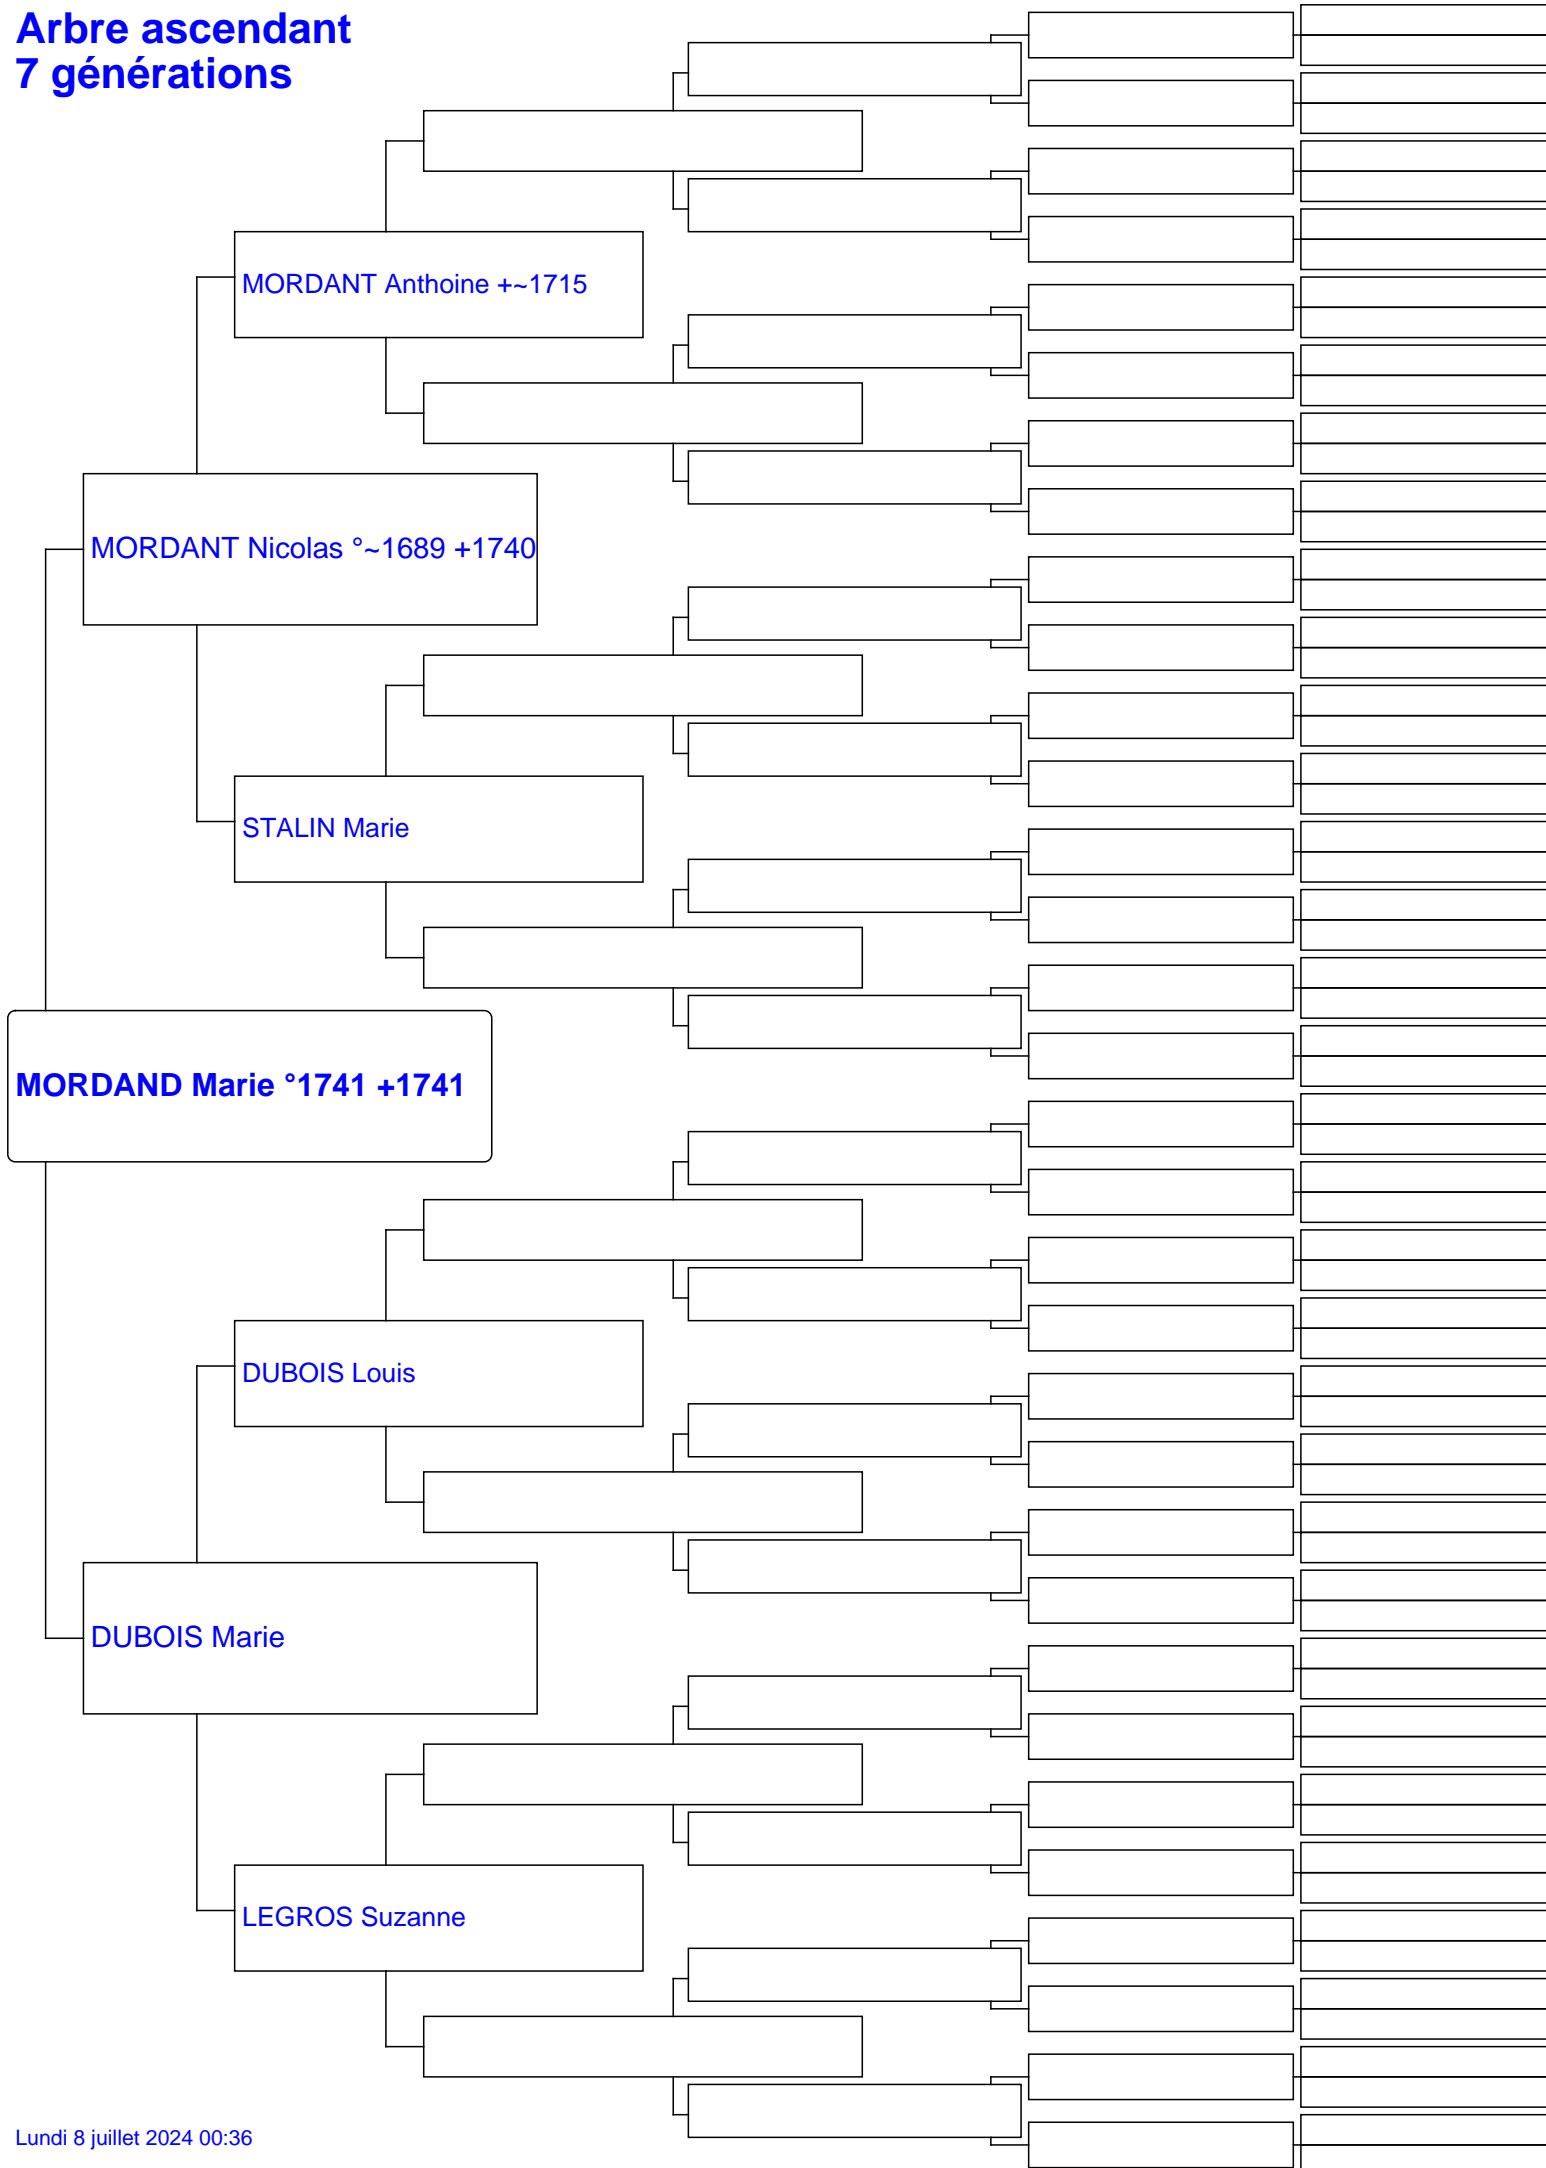 Arbre ascendant
7 générations
MORDANT Anthoine +~1715
MORDANT Nicolas °~1689 +1740
STALIN Marie
MORDAND Marie °1741 +1741
DUBOIS Louis
DUBOIS Marie
LEGROS Suzanne
Lundi 8 juillet 2024 00:36